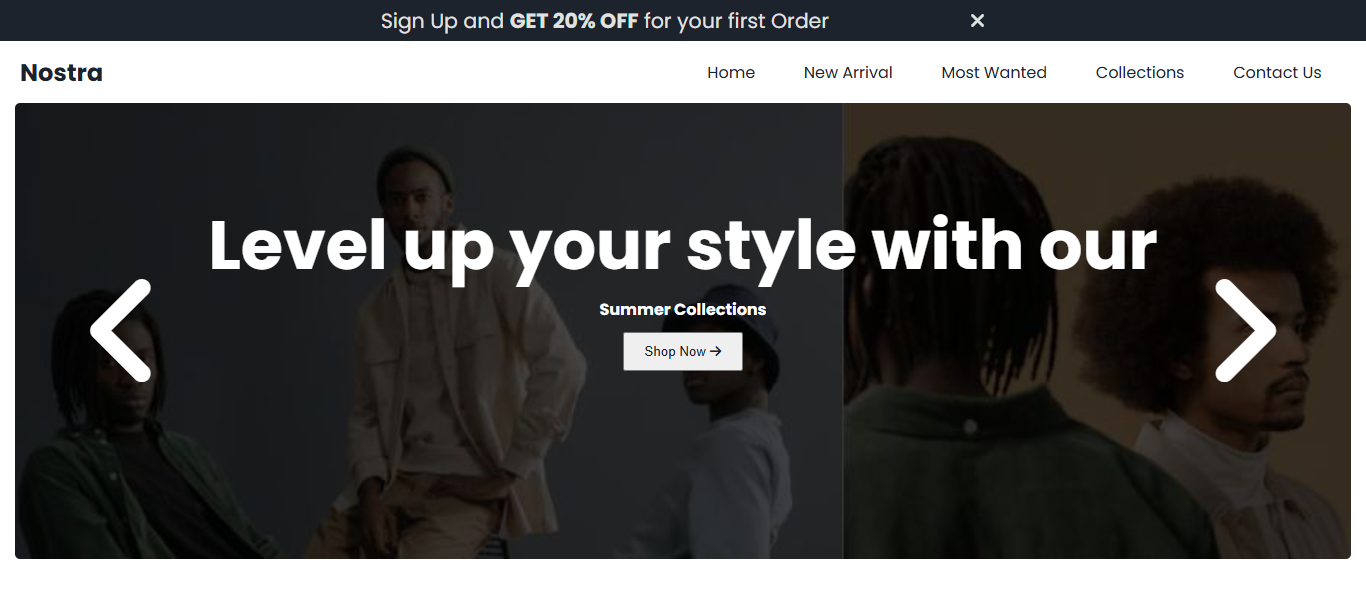 Sign Up and GET 20% OFF for your first Order
Nostra
Home New Arrival Most Wanted Collections Contact Us
Level up your style with our
Summer Collections
Shop Now →